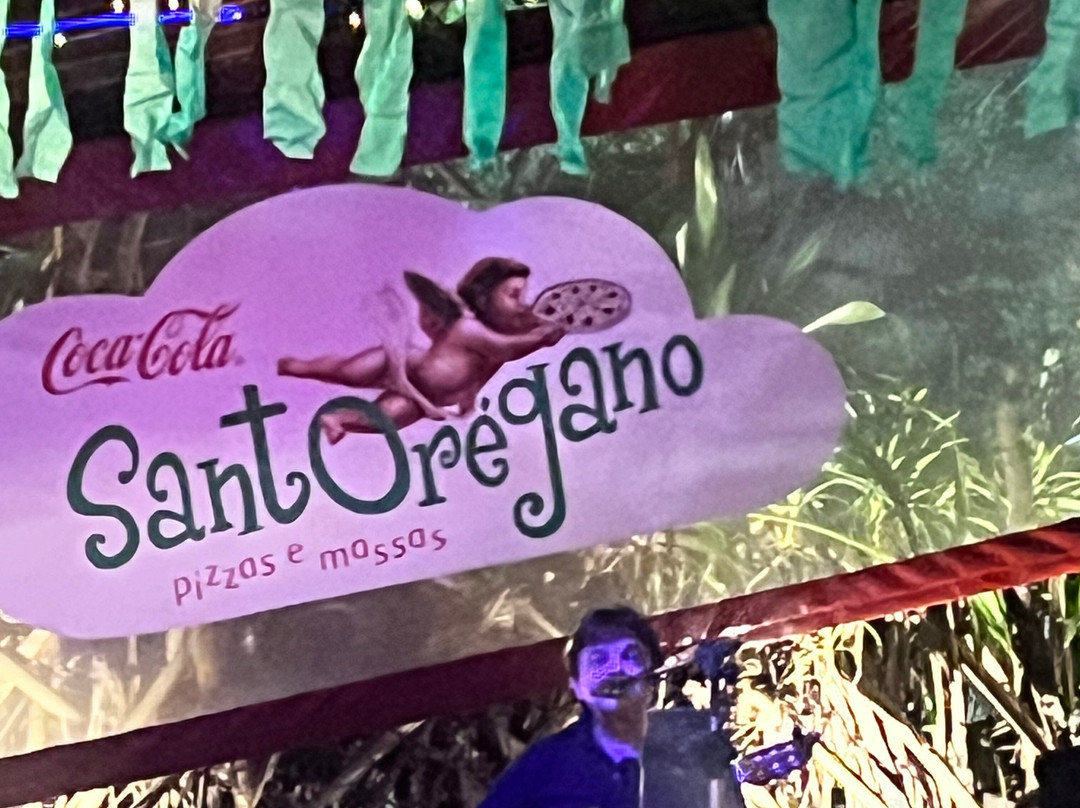 Coca-Cola
SantOrégano
pizzas e massas